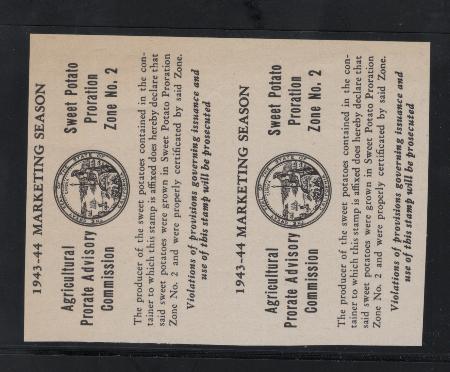 1943-44 MARKETING SEASON
Agricultural
Prorate Advisory
Commission
Sweet Potato
Proration
Zone No. 2
The producer of the sweet potatoes contained in the con-
tainer to which this stamp is affixed does hereby declare that
said sweet potatoes were grown in Sweet Potato Proration
Zone No. 2 and were properly certificated by said Zone.
Violations of provisions governing issuance and
use of this stamp will be prosecuted
1943-44 MARKETING SEASON
Agricultural
Prorate Advisory
Commission
Sweet Potato
Proration
Zone No. 2
The producer of the sweet potatoes contained in the con-
tainer to which this stamp is affixed does hereby declare that
said sweet potatoes were grown in Sweet Potato Proration
Zone No. 2 and were properly certificated by said Zone.
Violations of provisions governing issuance and
use of this stamp will be prosecuted